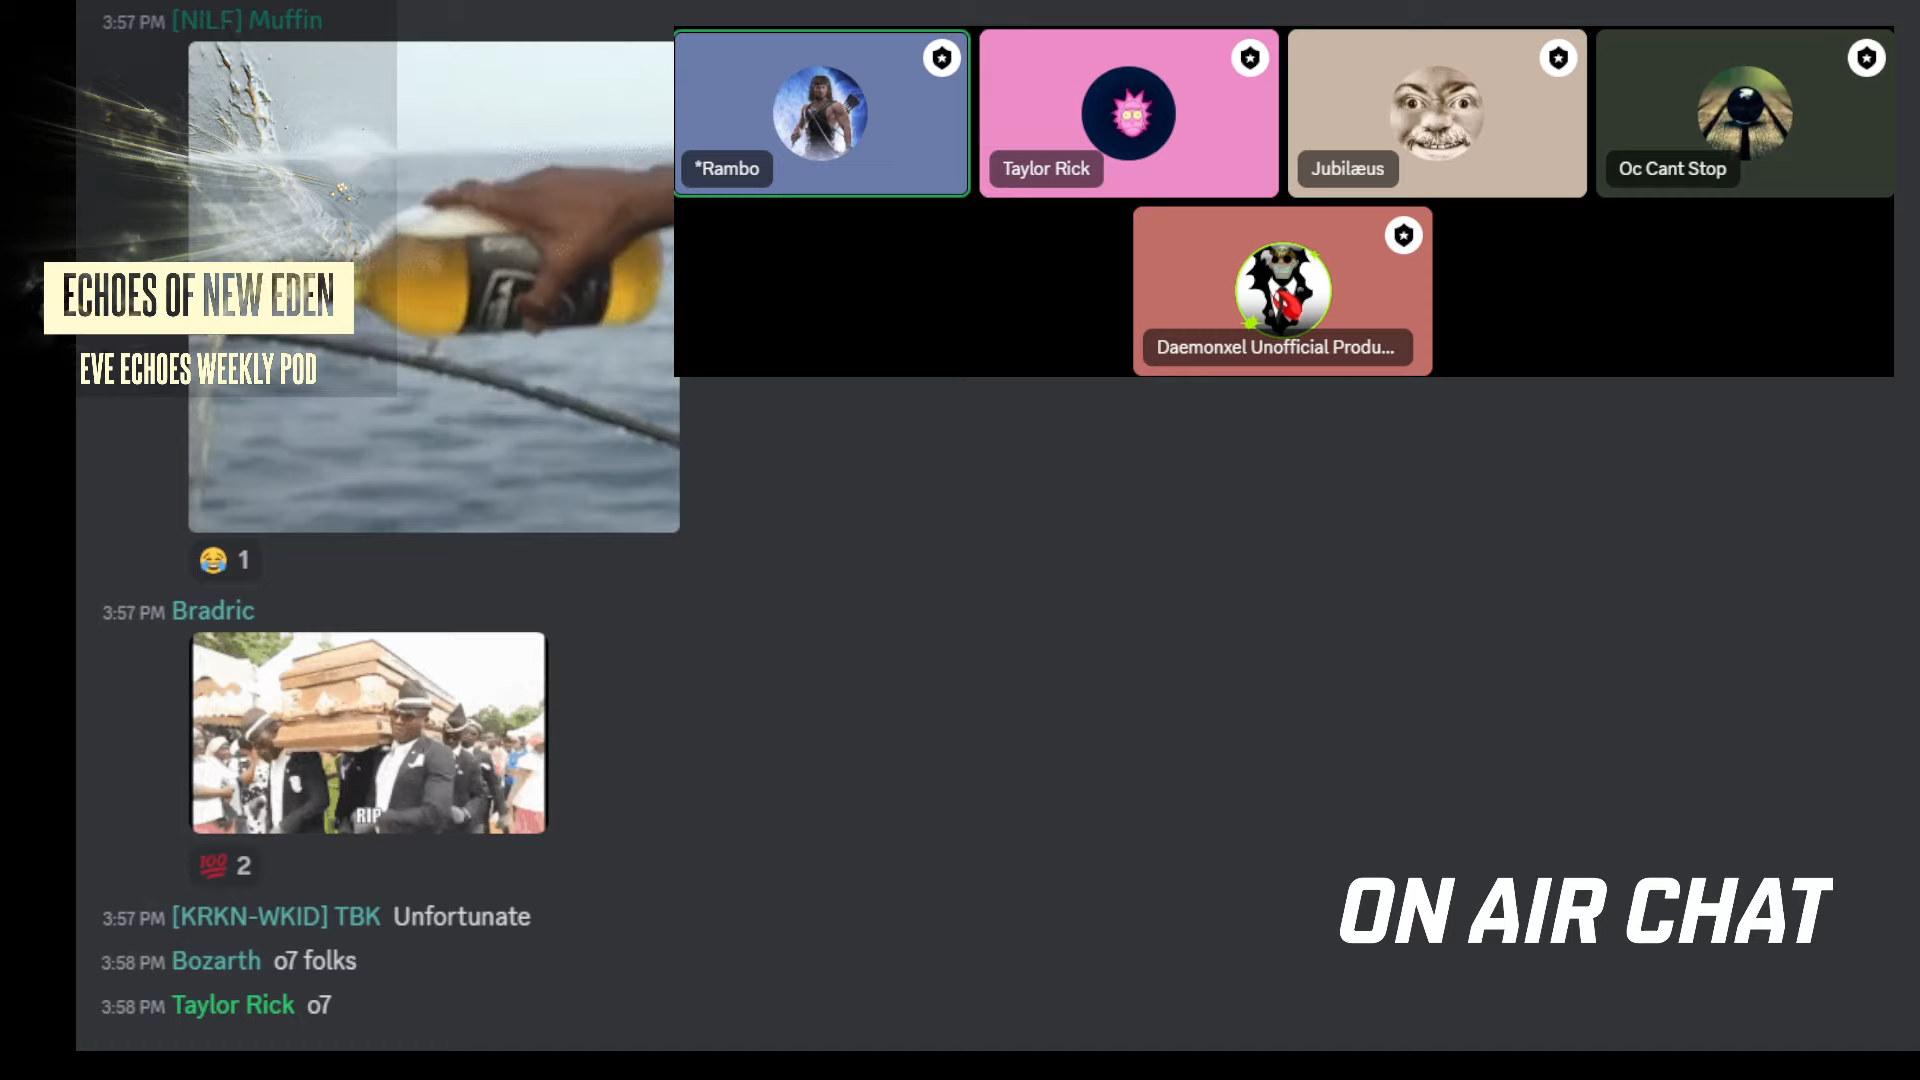 3:57 PM [NILF] Muffin
*Rambo
Taylor Rick
Jubilæus
Oc Cant Stop
ECHOES OF NEW EDEN
EVE ECHOES WEEKLY POD
Daemonxel Unofficial Produ...
1
3:57 PM Bradric
RIP
100 2
3:57 PM [KRKN-WKID] TBK Unfortunate
3:58 PM Bozarth o7 folks
3:58 PM Taylor Rick o7
ON AIR CHAT